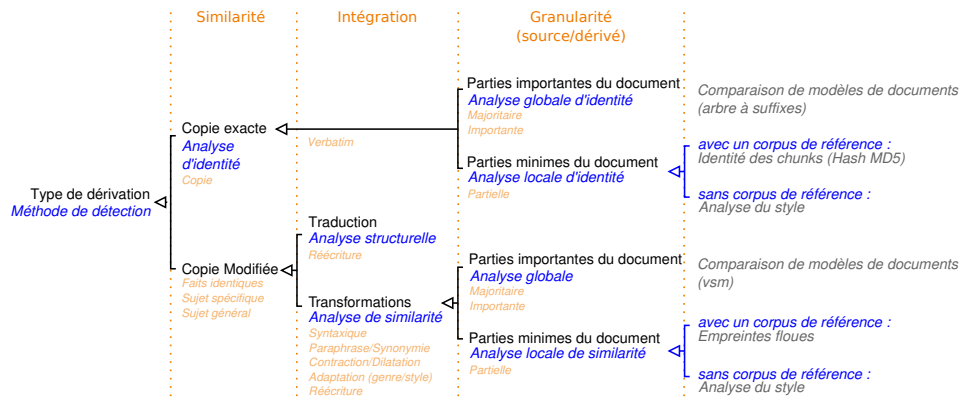 Similarité
Intégration
Granularité
(source/dérivé)
Type de dérivation
Méthode de détection
Copie exacte
Analyse
d'identité
Copie
Verbatim
Parties importantes du document
Analyse globale d'identité
Majoritaire
Importante
Comparaison de modèles de documents
(arbre à suffixes)
Parties minimes du document
Analyse locale d'identité
Partielle
avec un corpus de référence :
Identité des chunks (Hash MD5)
sans corpus de référence :
Analyse du style
Copie Modifiée
Faits identiques
Sujet spécifique
Sujet général
Traduction
Analyse structurelle
Réécriture
Transformations
Analyse de similarité
Syntaxique
Paraphrase/Synonymie
Contraction/Dilatation
Adaptation (genre/style)
Réécriture
Parties importantes du document
Analyse globale
Majoritaire
Importante
Comparaison de modèles de documents
(vsm)
Parties minimes du document
Analyse locale de similarité
Partielle
avec un corpus de référence :
Empreintes floues
sans corpus de référence :
Analyse du style